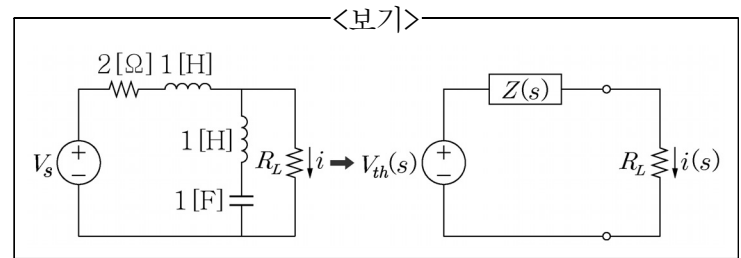 <보기>
2[Ω] 1[H]
1[H]
1[F]
V_s
+
−
R_L
i
V_th(s)
+
−
Z(s)
R_L
i(s)